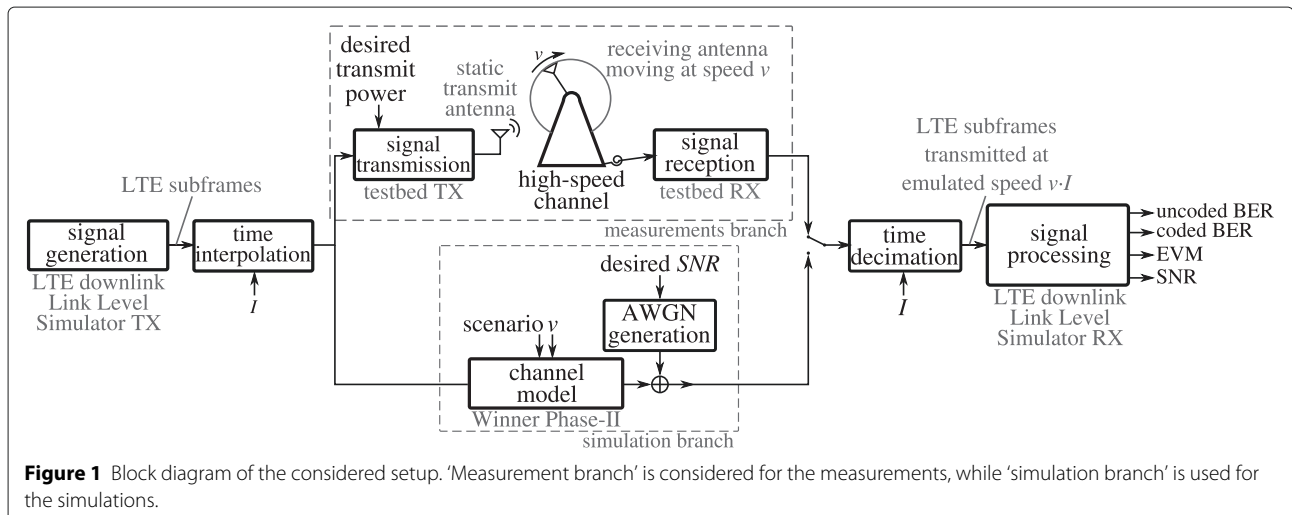 desired
transmit
power
static
transmit
antenna
v
receiving antenna
moving at speed v
signal
transmission
testbed TX
high-speed
channel
signal
reception
testbed RX
measurements branch
LTE subframes
signal
generation
LTE downlink
Link Level
Simulator TX
time
interpolation
I
desired SNR
AWGN
generation
scenario v
channel
model
Winner Phase-II
simulation branch
time
decimation
I
LTE subframes
transmitted at
emulated speed v·I
signal
processing
LTE downlink
Link Level
Simulator RX
uncoded BER
coded BER
EVM
SNR
Figure 1 Block diagram of the considered setup. 'Measurement branch' is considered for the measurements, while 'simulation branch' is used for
the simulations.